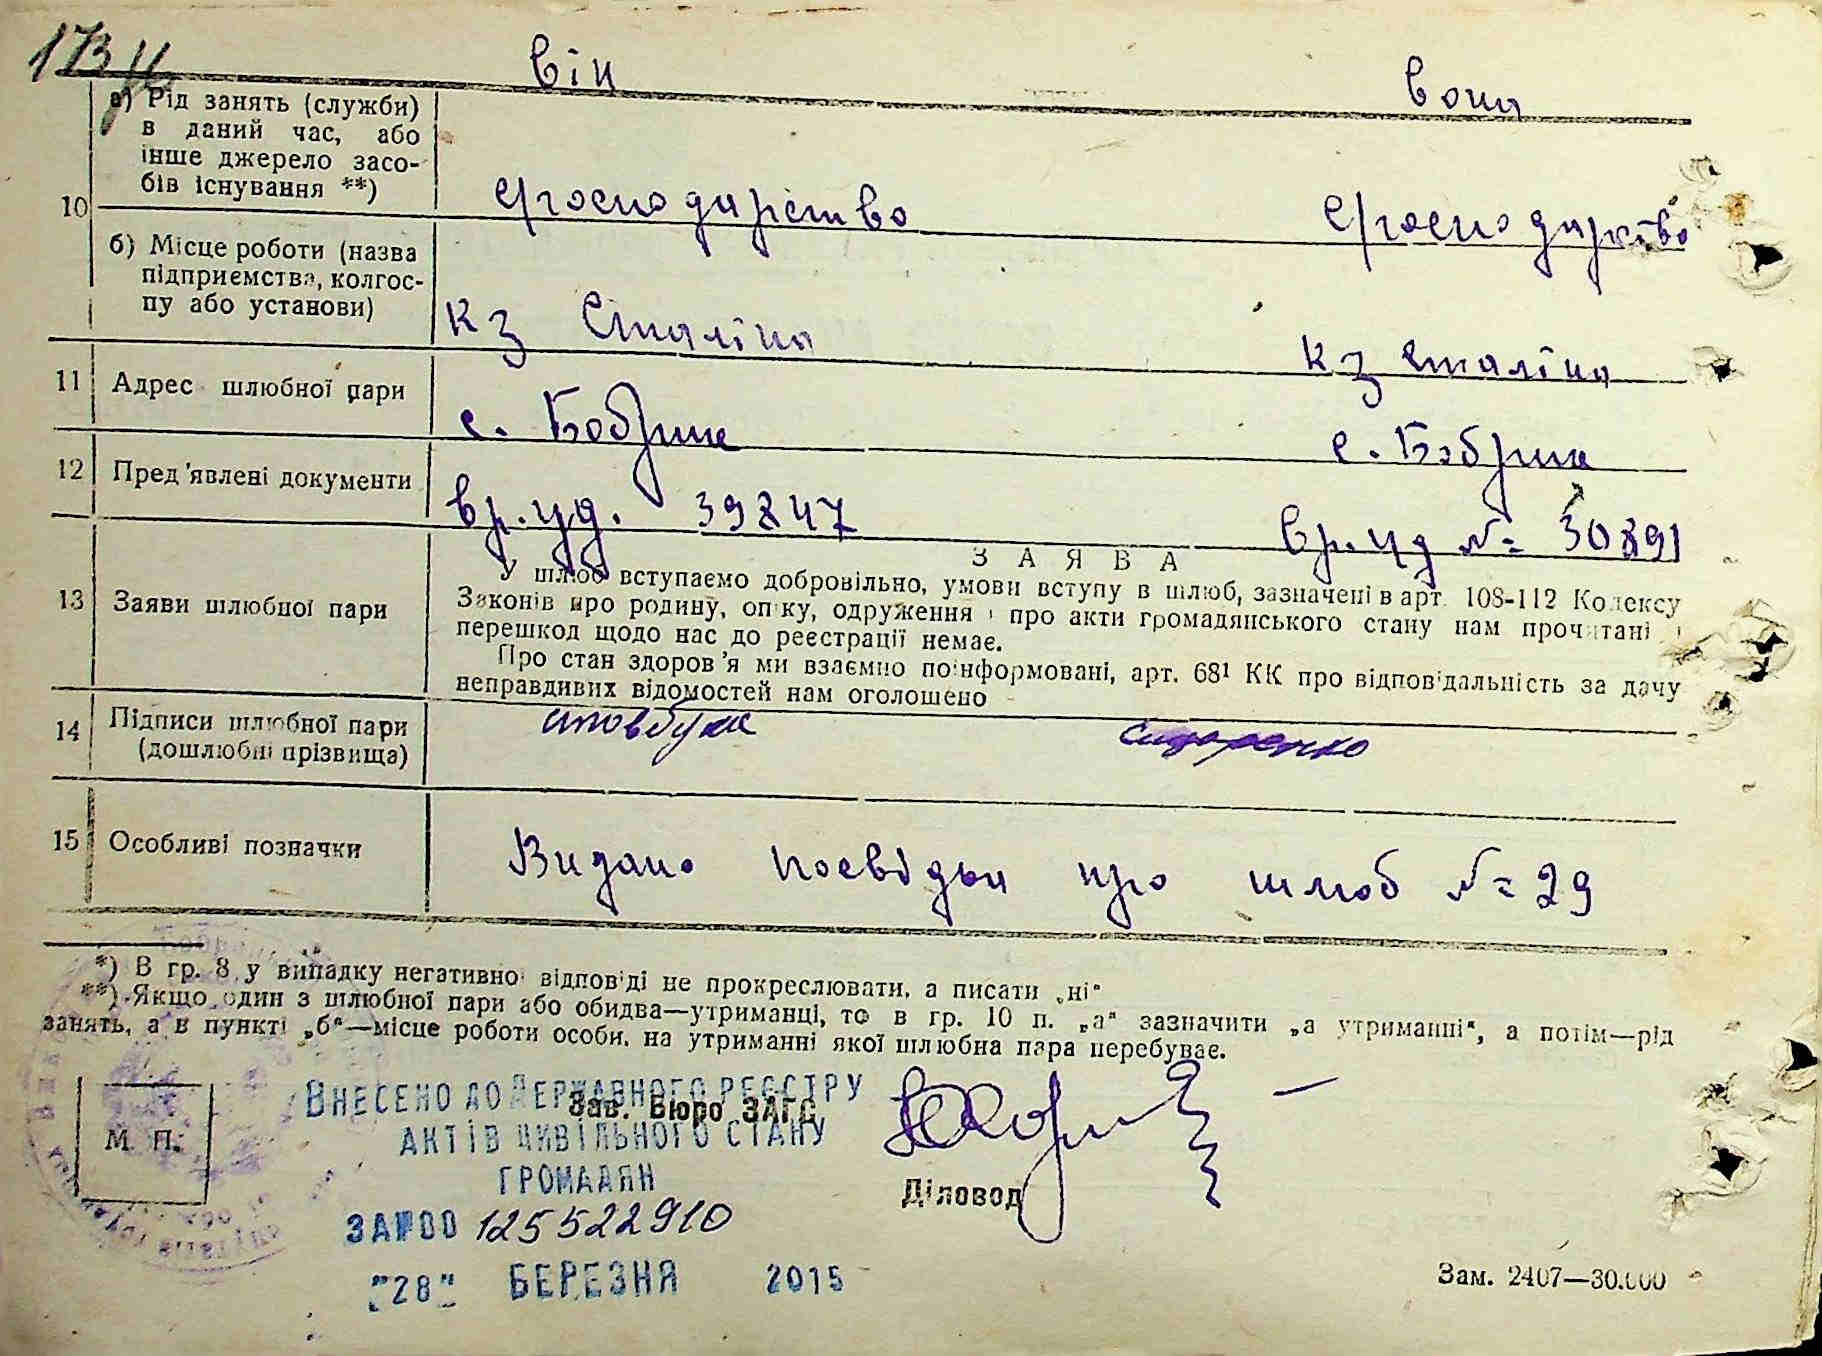 173
він вона
а) Рід занять (служби)
в даний час, або
інше джерело засо-
бів існування **)
с/господарство с/господарство
10
б) Місце роботи (назва
підприємства, колгос-
пу або установи)
кз Сталіна кз Сталіна
11 Адрес шлюбної пари
с. Бобрик с. Бобрик
12 Пред'явлені документи
вр. уд. 39847 вр. уд № 30891
ЗАЯВА
13 Заяви шлюбної пари
У шлюб вступаємо добровільно, умови вступу в шлюб, зазначені в арт. 108-112 Кодексу
Законів про родину, опіку, одруження і про акти громадянського стану нам прочитані і
перешкод щодо нас до реєстрації немає.
Про стан здоров'я ми взаємно поінформовані, арт. 68¹ КК про відповідальність за дачу
неправдивих відомостей нам оголошено
14 Підписи шлюбної пари
(дошлюбні прізвища)
Сидоренко
15 Особливі позначки
Видано посвідки про шлюб № 29
*) В гр. 8 у випадку негативної відповіді не прокреслювати, а писати „ні"
**) Якщо один з шлюбної пари або обидва—утриманці, то в гр. 10 п. „а" зазначити „а утриманні", а потім—рід
занять, а в пункті „б"—місце роботи особи, на утриманні якої шлюбна пара перебуває.
М. П.
Зав. Бюро ЗАГС
ВНЕСЕНО ДО ДЕРЖАВНОГО РЕЄСТРУ
АКТІВ ЦИВІЛЬНОГО СТАНУ
ГРОМАДЯН
Діловод
ЗА №00 125522910
"28" БЕРЕЗНЯ 2015
Зам. 2407—30.000